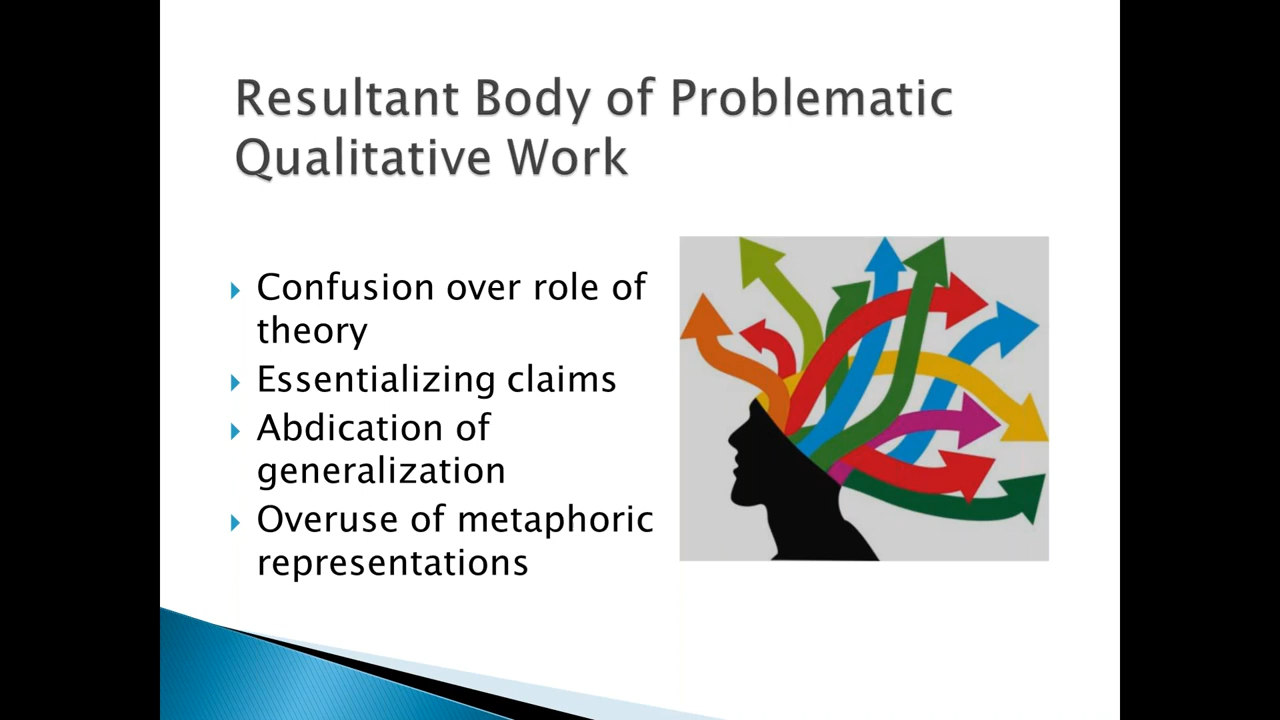 Resultant Body of Problematic
Qualitative Work
Confusion over role of
theory
Essentializing claims
Abdication of
generalization
Overuse of metaphoric
representations